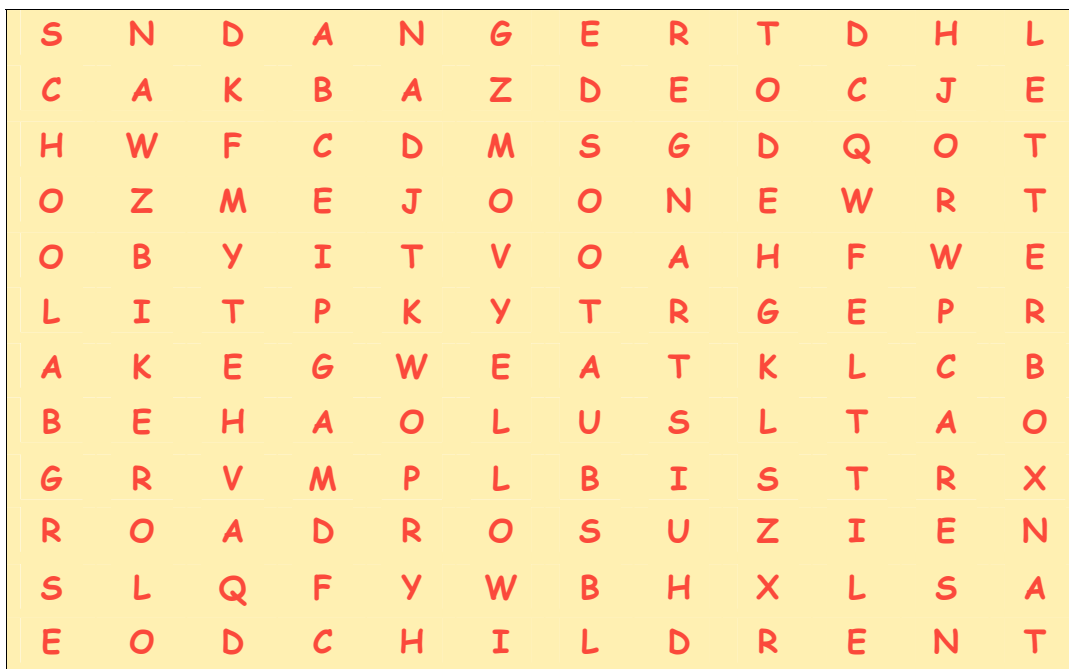 S N D A N G E R T D H L
C A K B A Z D E O C J E
H W F C D M S G D Q O T
O Z M E J O O N E W R T
O B Y I T V O A H F W E
L I T P K Y T R G E P R
A K E G W E A T K L C B
B E H A O L U S L T A O
G R V M P L B I S T R X
R O A D R O S U Z I E N
S L Q F Y W B H X L S A
E O D C H I L D R E N T